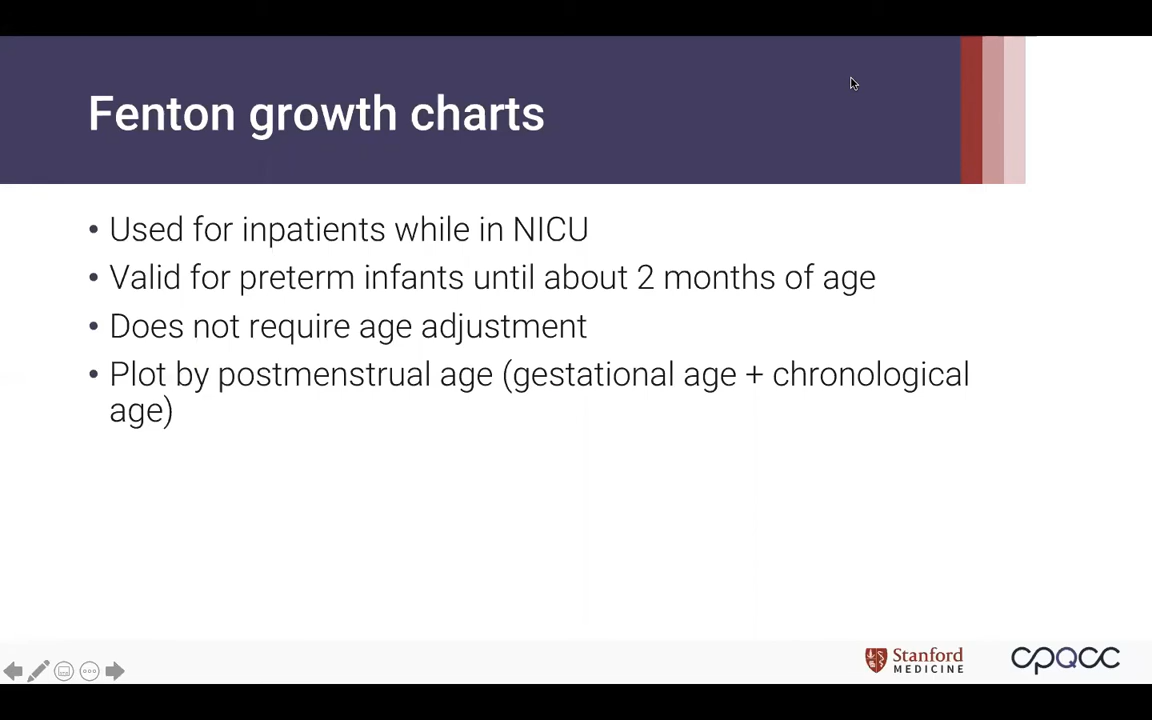 Fenton growth charts
• Used for inpatients while in NICU
• Valid for preterm infants until about 2 months of age
• Does not require age adjustment
• Plot by postmenstrual age (gestational age + chronological
age)
Stanford
MEDICINE
cpqcc